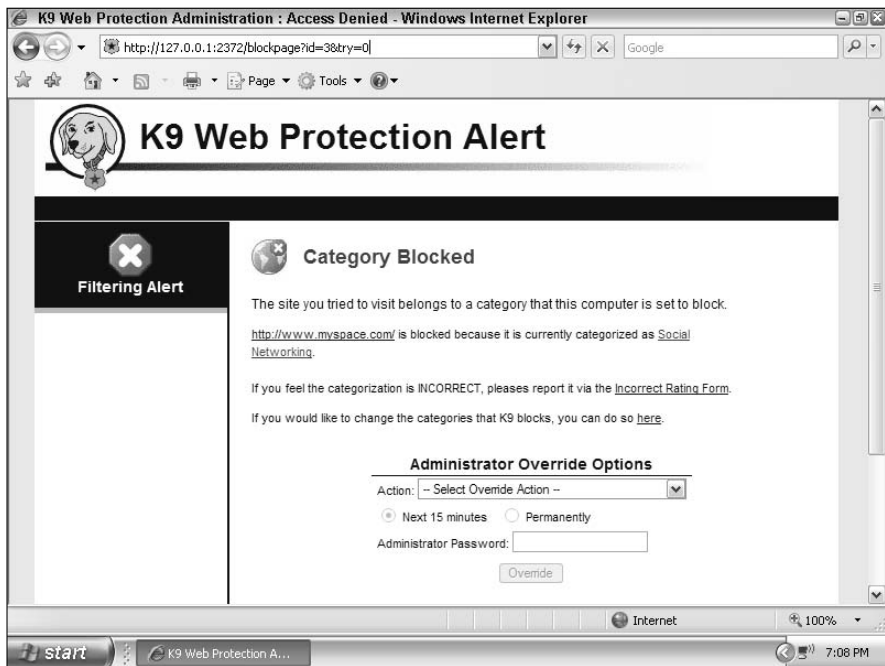 K9 Web Protection Administration : Access Denied - Windows Internet Explorer
http://127.0.0.1:2372/blockpage?id=3&try=0
Google
Page
Tools
K9 Web Protection Alert
Filtering Alert
Category Blocked
The site you tried to visit belongs to a category that this computer is set to block.
http://www.myspace.com/ is blocked because it is currently categorized as Social
Networking.
If you feel the categorization is INCORRECT, pleases report it via the Incorrect Rating Form.
If you would like to change the categories that K9 blocks, you can do so here.
Administrator Override Options
Action: -- Select Override Action --
Next 15 minutes Permanently
Administrator Password:
Override
Internet 100%
start K9 Web Protection A... 7:08 PM